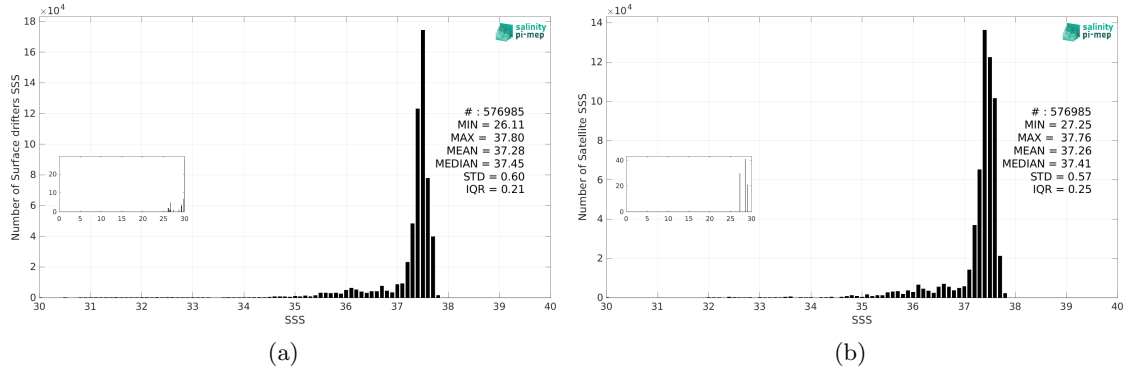 ×10⁴
18
16
14
12
10
8
6
4
2
0
Number of Surface drifters SSS
salinity
pi-mep
# : 576985
MIN = 26.11
MAX = 37.80
MEAN = 37.28
MEDIAN = 37.45
STD = 0.60
IQR = 0.21
20
10
0
0 5 10 15 20 25 30
30 31 32 33 34 35 36 37 38 39 40
SSS
(a)
×10⁴
14
12
10
8
6
4
2
0
Number of Satellite SSS
salinity
pi-mep
# : 576985
MIN = 27.25
MAX = 37.76
MEAN = 37.26
MEDIAN = 37.41
STD = 0.57
IQR = 0.25
40
20
0
0 5 10 15 20 25 30
30 31 32 33 34 35 36 37 38 39 40
SSS
(b)